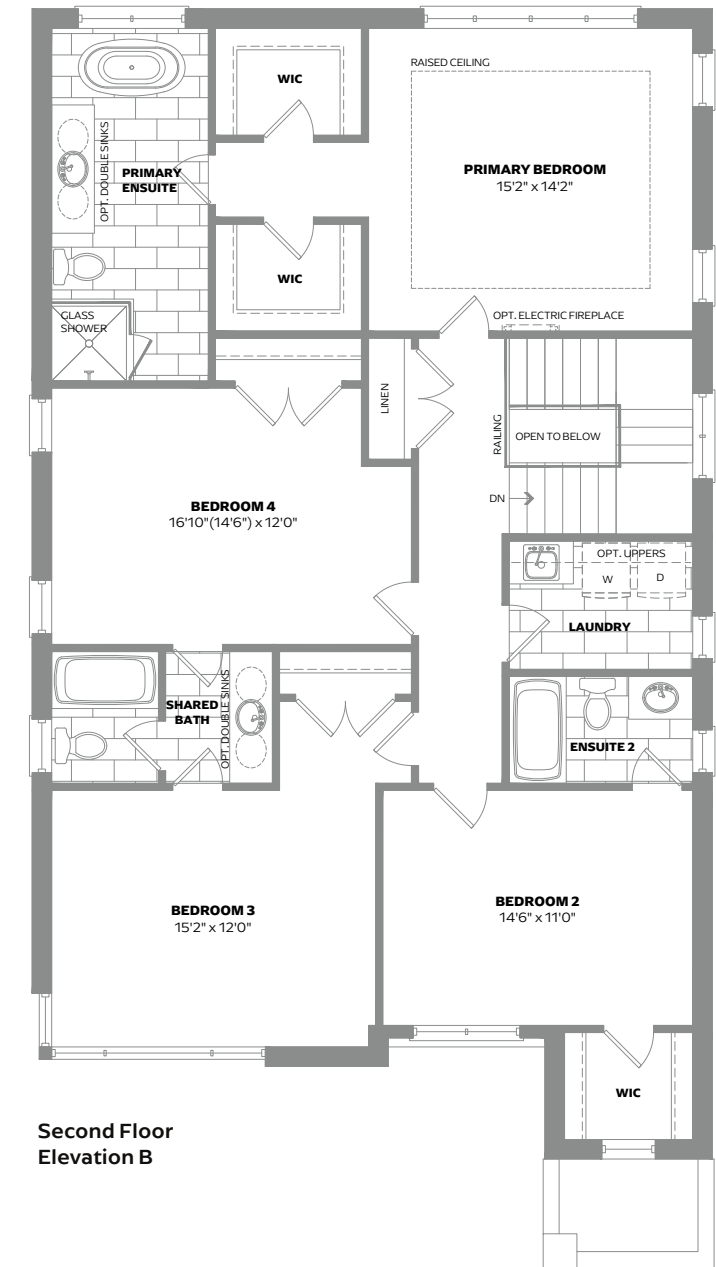 WIC
RAISED CEILING
PRIMARY BEDROOM
15'2" x 14'2"
OPT. DOUBLE SINKS
PRIMARY
ENSUITE
WIC
GLASS
SHOWER
OPT. ELECTRIC FIREPLACE
LINEN
RAILING
OPEN TO BELOW
DN
BEDROOM 4
16'10"(14'6") x 12'0"
OPT. UPPERS
W
D
LAUNDRY
SHARED
BATH
OPT. DOUBLE SINKS
ENSUITE 2
BEDROOM 3
15'2" x 12'0"
BEDROOM 2
14'6" x 11'0"
WIC
Second Floor
Elevation B